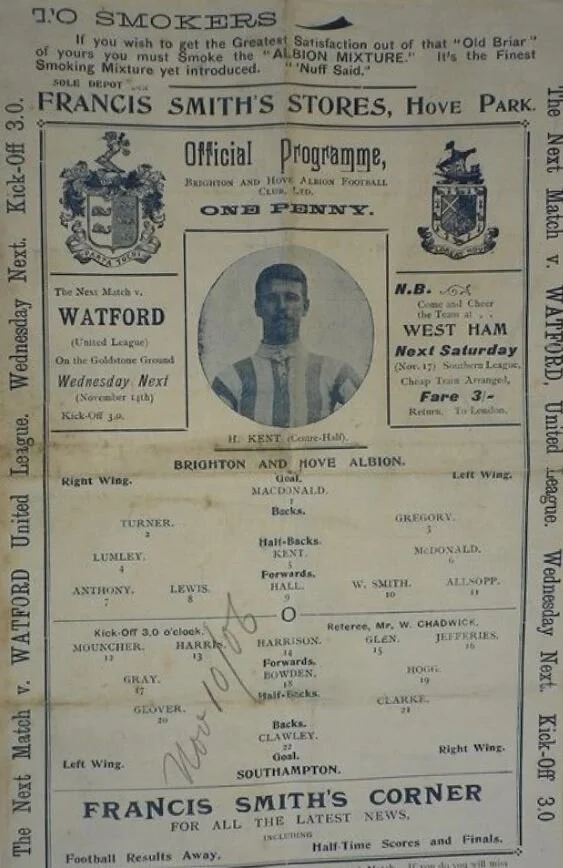 TO SMOKERS
If you wish to get the Greatest Satisfaction out of that "Old Briar"
of yours you must Smoke the "ALBION MIXTURE." It's the Finest
Smoking Mixture yet introduced. "'Nuff Said."
SOLE DEPOT
FRANCIS SMITH'S STORES, HOVE PARK.
Official Programme,
BRIGHTON AND HOVE ALBION FOOTBALL
CLUB, LTD.
ONE PENNY.
The Next Match v.
WATFORD
(United League)
On the Goldstone Ground
Wednesday Next
(November 14th)
Kick-Off 3.0.
N.B.
Come and Cheer
the Team at . .
WEST HAM
Next Saturday
(Nov. 17) Southern League,
Cheap Train Arranged,
Fare 3/-
Return. To London.
H. KENT (Centre-Half).
BRIGHTON AND HOVE ALBION.
Right Wing. Goal. Left Wing.
MACDONALD.
1
Backs.
TURNER. GREGORY.
2 3
Half-Backs.
LUMLEY. KENT. McDONALD.
4 5 6
Forwards.
ANTHONY. LEWIS. HALL. W. SMITH. ALLSOPP.
7 8 9 10 11
O
Kick-Off 3.0 o'clock. Referee, Mr. W. CHADWICK.
MOUNCHER. HARRIS. HARRISON. GLEN. JEFFERIES.
12 13 14 15 16
Forwards.
GRAY. BOWDEN. HOGG.
17 18 19
Half-Backs.
GLOVER. CLARKE.
20 21
Backs.
CLAWLEY.
22
Left Wing. Goal. Right Wing.
SOUTHAMPTON.
Nov 10/06
FRANCIS SMITH'S CORNER
FOR ALL THE LATEST NEWS,
INCLUDING
Football Results Away. Half-Time Scores and Finals.
If you do you will miss
The Next Match v. WATFORD United League. Wednesday Next. Kick-Off 3.0.
The Next Match v. WATFORD, United League. Wednesday Next. Kick-Off 3.0